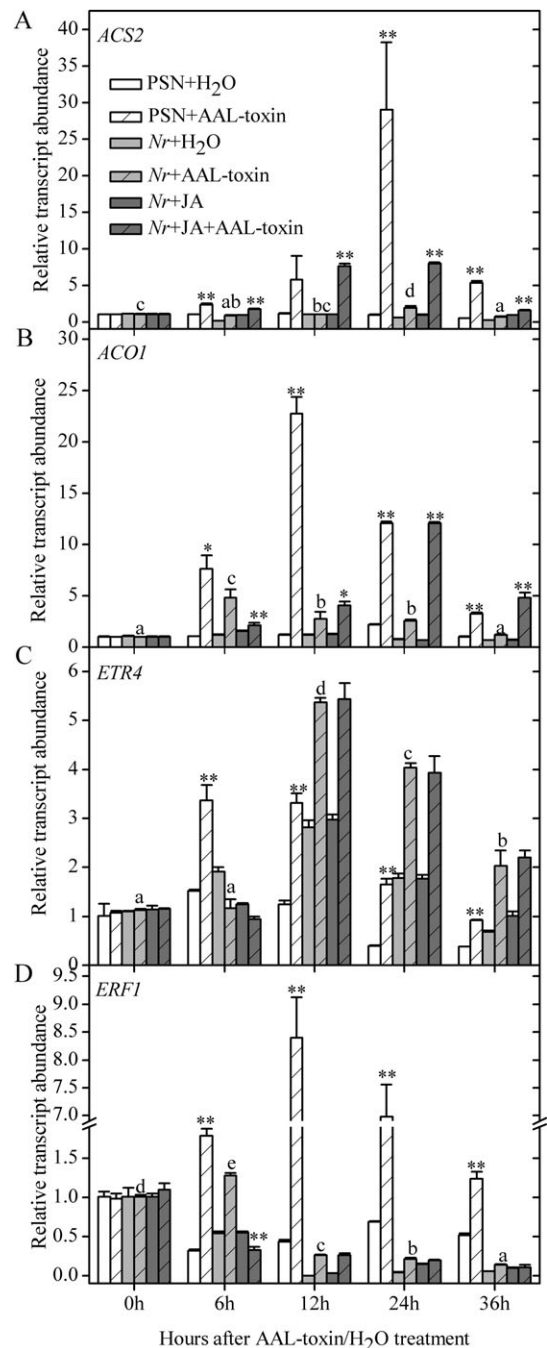 A
ACS2
40
35
30
25
20
15
10
5
0
Relative transcript abundance
PSN+H2O
PSN+AAL-toxin
Nr+H2O
Nr+AAL-toxin
Nr+JA
Nr+JA+AAL-toxin
c
** ab **
bc **
** d **
** a **
B
ACO1
30
25
20
15
10
5
0
Relative transcript abundance
a
* c **
** b *
** b **
** a **
C
ETR4
6
5
4
3
2
1
0
Relative transcript abundance
a
** a
** d
** c
** b
D
ERF1
9.5
9.0
8.5
8.0
7.5
7.0
1.5
1.0
0.5
0.0
Relative transcript abundance
d
** e **
** c
** b
** a
0h 6h 12h 24h 36h
Hours after AAL-toxin/H2O treatment